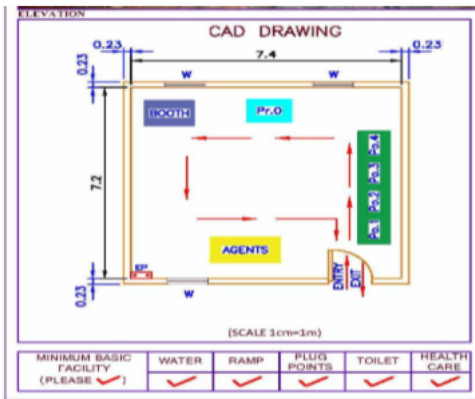 ELEVATION
CAD DRAWING
0.23 7.4 0.23
0.23 W W
BOOTH Pr.O
7.2
Po.1 Po.2 Po.3 Po.4
AGENTS
EP
ENTRY
EXIT
0.23
W
(SCALE 1cm=1m)
MINIMUM BASIC FACILITY (PLEASE ✓) WATER RAMP PLUG POINTS TOILET HEALTH CARE
✓ ✓ ✓ ✓ ✓